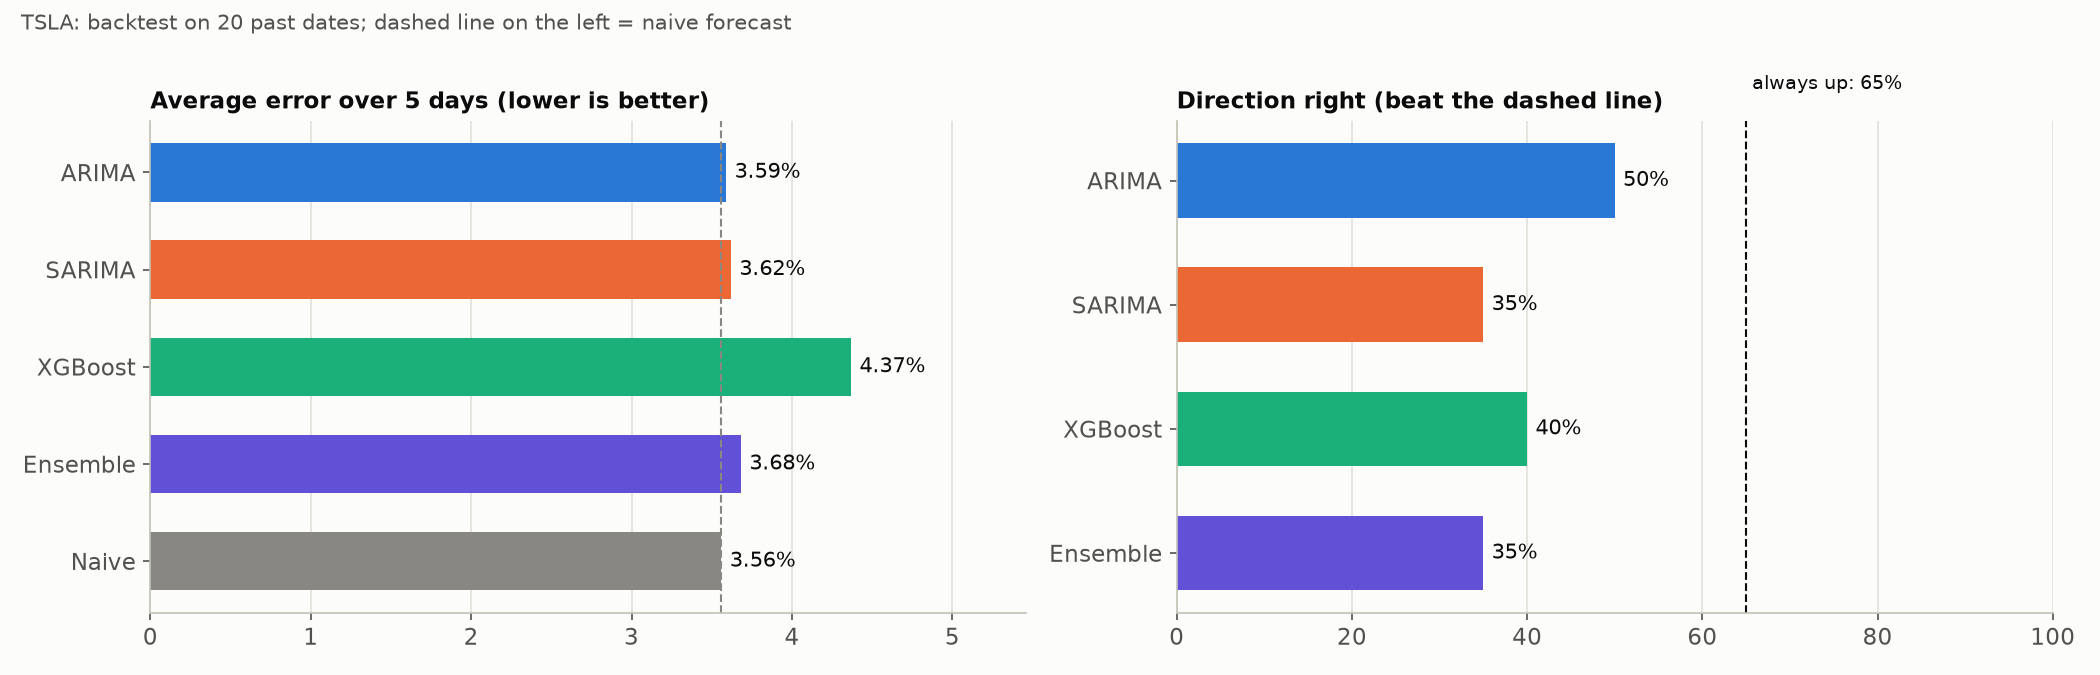 TSLA: backtest on 20 past dates; dashed line on the left = naive forecast
Average error over 5 days (lower is better)
ARIMA
3.59%
SARIMA
3.62%
XGBoost
4.37%
Ensemble
3.68%
Naive
3.56%
0 1 2 3 4 5
always up: 65%
Direction right (beat the dashed line)
ARIMA
50%
SARIMA
35%
XGBoost
40%
Ensemble
35%
0 20 40 60 80 100